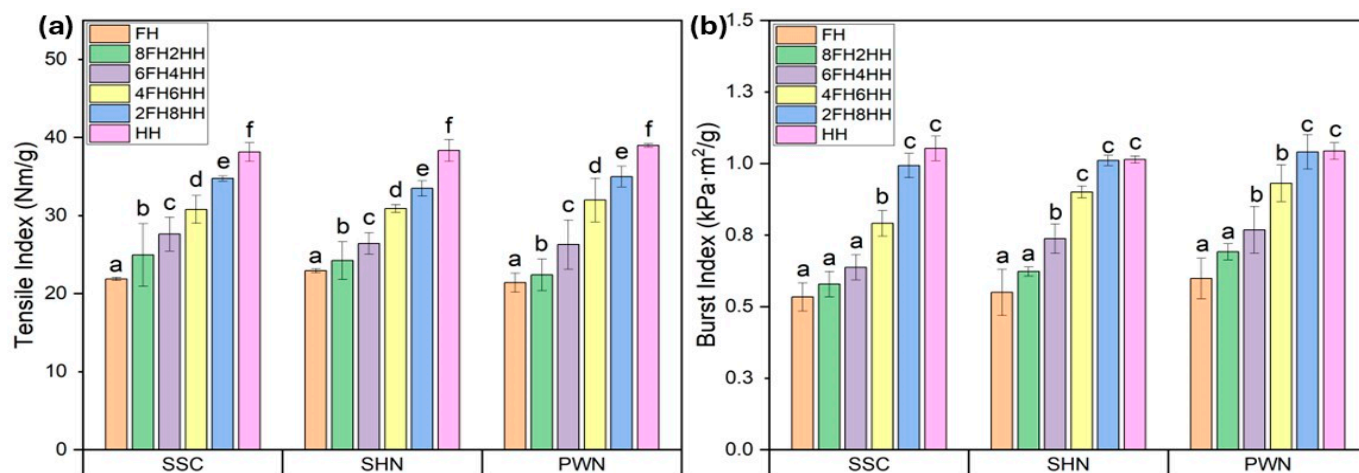 (a)
FH
8FH2HH
6FH4HH
4FH6HH
2FH8HH
HH
Tensile Index (Nm/g)
50
40
30
20
10
0
a b c d e f
a b c d e f
a b c d e f
SSC SHN PWN
(b)
FH
8FH2HH
6FH4HH
4FH6HH
2FH8HH
HH
Burst Index (kPa·m²/g)
1.5
1.3
1.0
0.8
0.5
0.3
0.0
a a a b c c
a a b c c c
a a b b c c
SSC SHN PWN